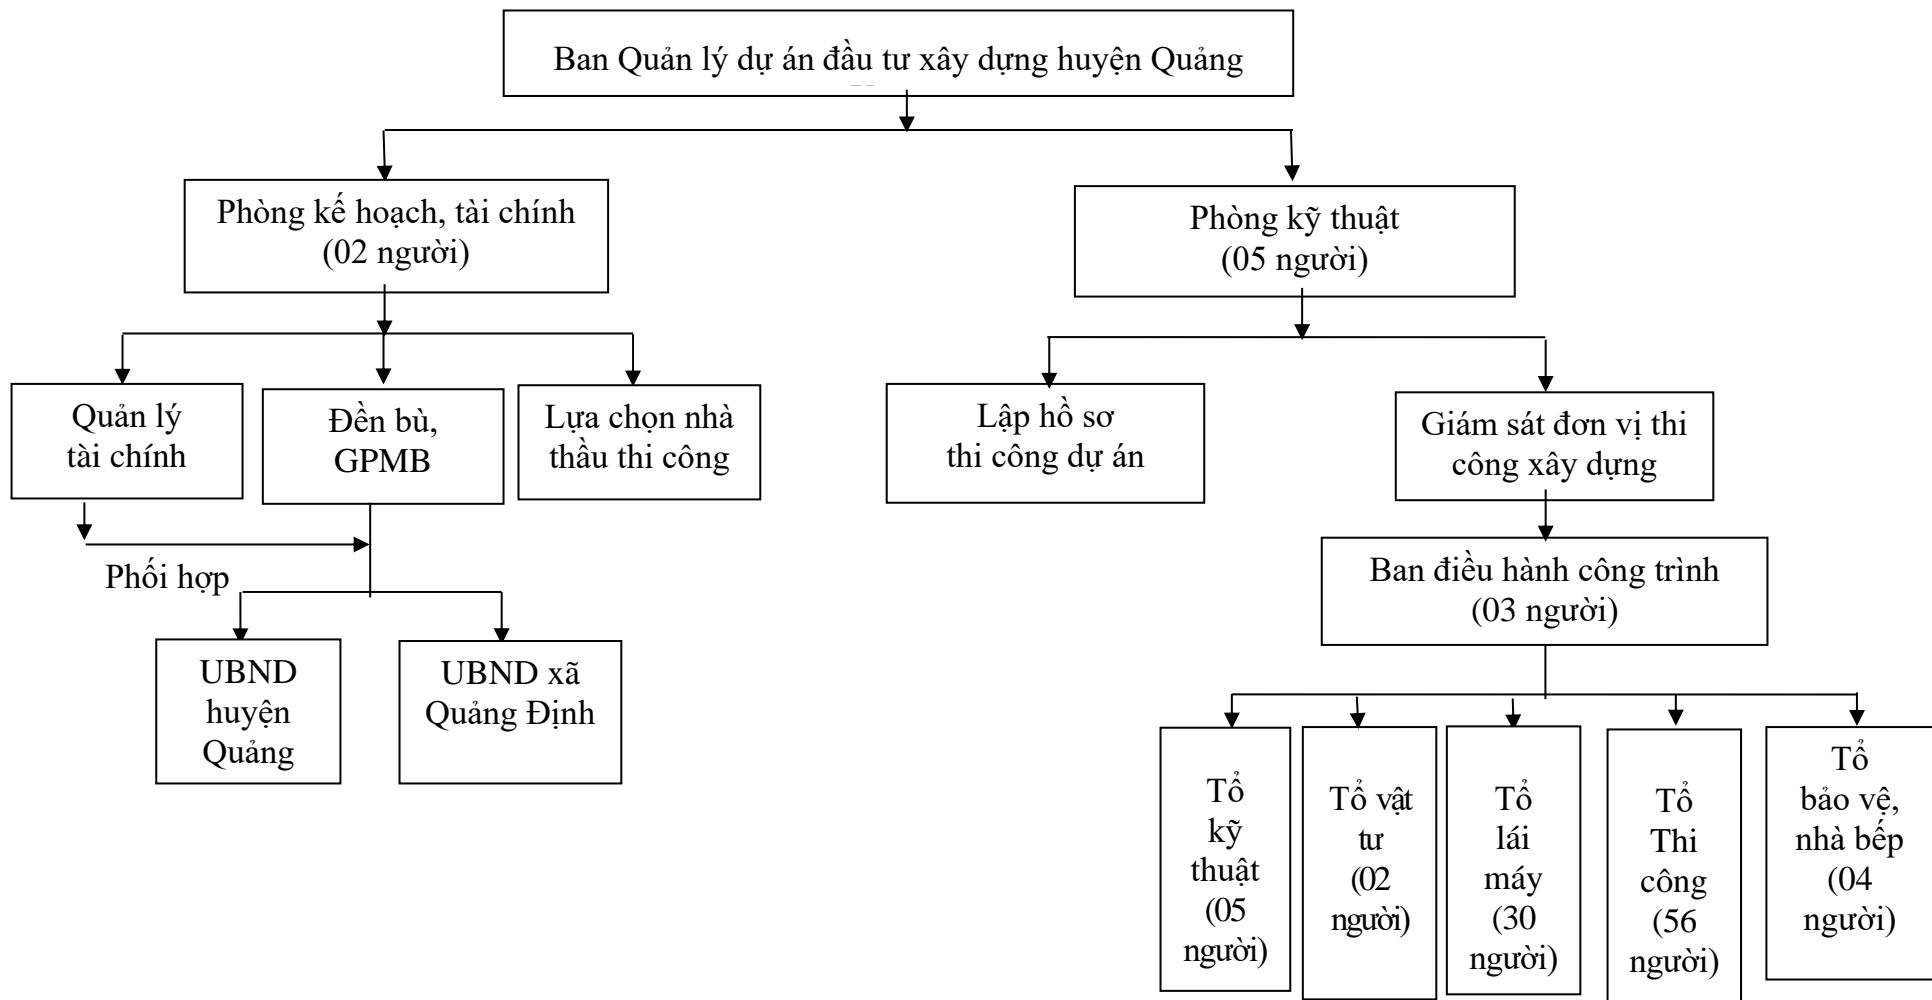 Ban Quản lý dự án đầu tư xây dựng huyện Quảng
Phòng kế hoạch, tài chính
(02 người)
Phòng kỹ thuật
(05 người)
Quản lý
tài chính
Đền bù,
GPMB
Lựa chọn nhà
thầu thi công
Lập hồ sơ
thi công dự án
Giám sát đơn vị thi
công xây dựng
Phối hợp
Ban điều hành công trình
(03 người)
UBND
huyện
Quảng
UBND xã
Quảng Định
Tổ
kỹ
thuật
(05
người)
Tổ vật
tư
(02
người)
Tổ
lái
máy
(30
người)
Tổ
Thi
công
(56
người)
Tổ
bảo vệ,
nhà bếp
(04
người)